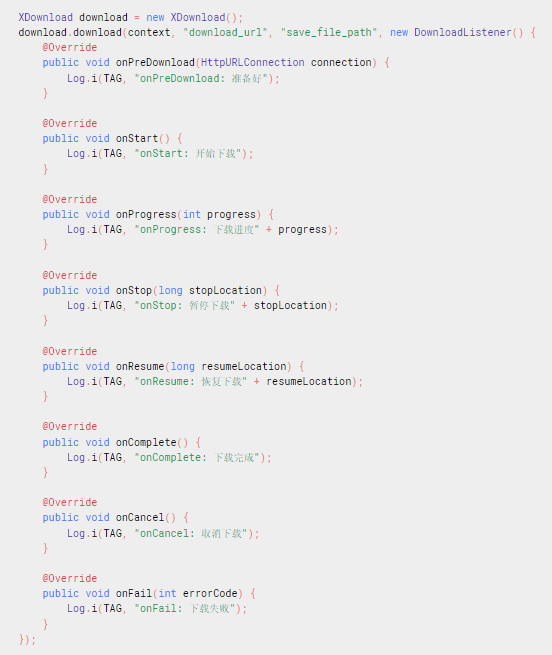 XDownload download = new XDownload();
download.download(context, "download_url", "save_file_path", new DownloadListener() {
    @Override
    public void onPreDownload(HttpURLConnection connection) {
        Log.i(TAG, "onPreDownload: 准备好");
    }

    @Override
    public void onStart() {
        Log.i(TAG, "onStart: 开始下载");
    }

    @Override
    public void onProgress(int progress) {
        Log.i(TAG, "onProgress: 下载进度" + progress);
    }

    @Override
    public void onStop(long stopLocation) {
        Log.i(TAG, "onStop: 暂停下载" + stopLocation);
    }

    @Override
    public void onResume(long resumeLocation) {
        Log.i(TAG, "onResume: 恢复下载" + resumeLocation);
    }

    @Override
    public void onComplete() {
        Log.i(TAG, "onComplete: 下载完成");
    }

    @Override
    public void onCancel() {
        Log.i(TAG, "onCancel: 取消下载");
    }

    @Override
    public void onFail(int errorCode) {
        Log.i(TAG, "onFail: 下载失败");
    }
});